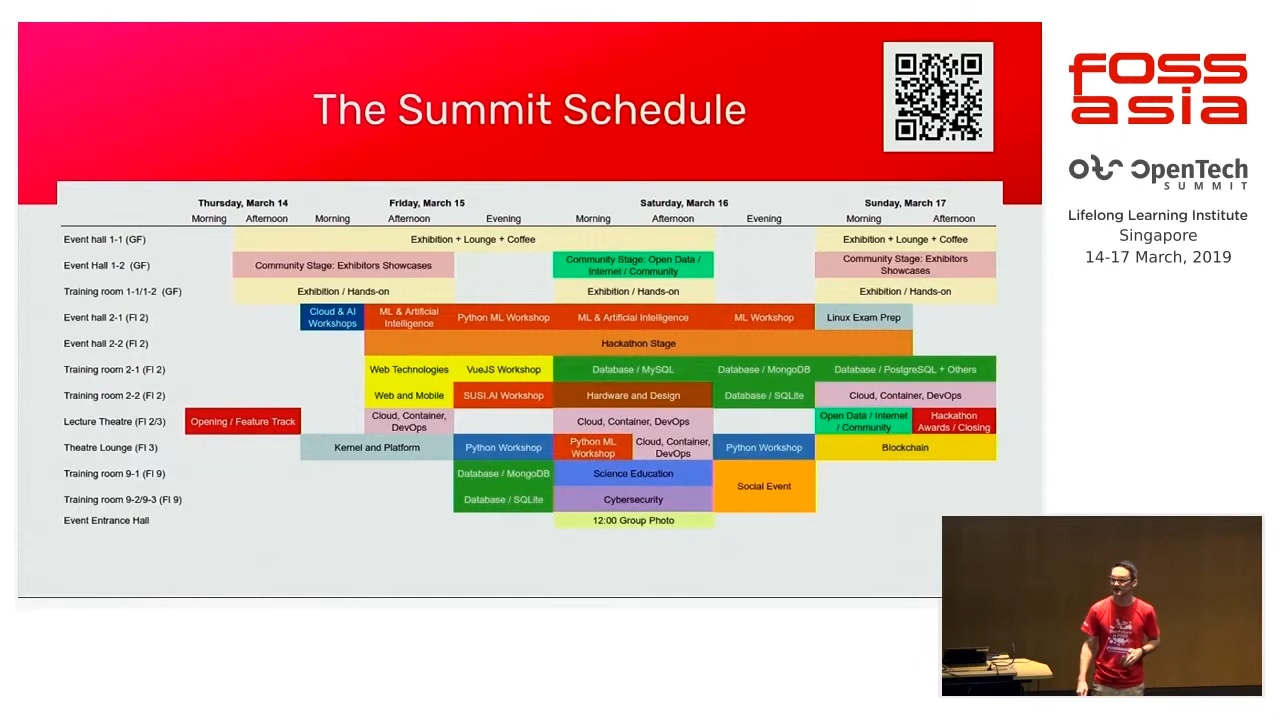 The Summit Schedule
foss
asia
OpenTech
SUMMIT
Lifelong Learning Institute
Singapore
14-17 March, 2019
Thursday, March 14 Friday, March 15 Saturday, March 16 Sunday, March 17
Morning Afternoon Morning Afternoon Evening Morning Afternoon Evening Morning Afternoon
Event hall 1-1 (GF) Exhibition + Lounge + Coffee Exhibition + Lounge + Coffee
Event Hall 1-2 (GF) Community Stage: Exhibitors Showcases Community Stage: Open Data / Internet / Community Community Stage: Exhibitors Showcases
Training room 1-1/1-2 (GF) Exhibition / Hands-on Exhibition / Hands-on Exhibition / Hands-on
Event hall 2-1 (Fl 2) Cloud & AI Workshops ML & Artificial Intelligence Python ML Workshop ML & Artificial Intelligence ML Workshop Linux Exam Prep
Event hall 2-2 (Fl 2) Hackathon Stage
Training room 2-1 (Fl 2) Web Technologies VueJS Workshop Database / MySQL Database / MongoDB Database / PostgreSQL + Others
Training room 2-2 (Fl 2) Web and Mobile SUSI.AI Workshop Hardware and Design Database / SQLite Cloud, Container, DevOps
Lecture Theatre (Fl 2/3) Opening / Feature Track Cloud, Container, DevOps Cloud, Container, DevOps Open Data / Internet / Community Hackathon Awards / Closing
Theatre Lounge (Fl 3) Kernel and Platform Python Workshop Python ML Workshop Cloud, Container, DevOps Python Workshop Blockchain
Training room 9-1 (Fl 9) Database / MongoDB Science Education Social Event
Training room 9-2/9-3 (Fl 9) Database / SQLite Cybersecurity
Event Entrance Hall 12:00 Group Photo